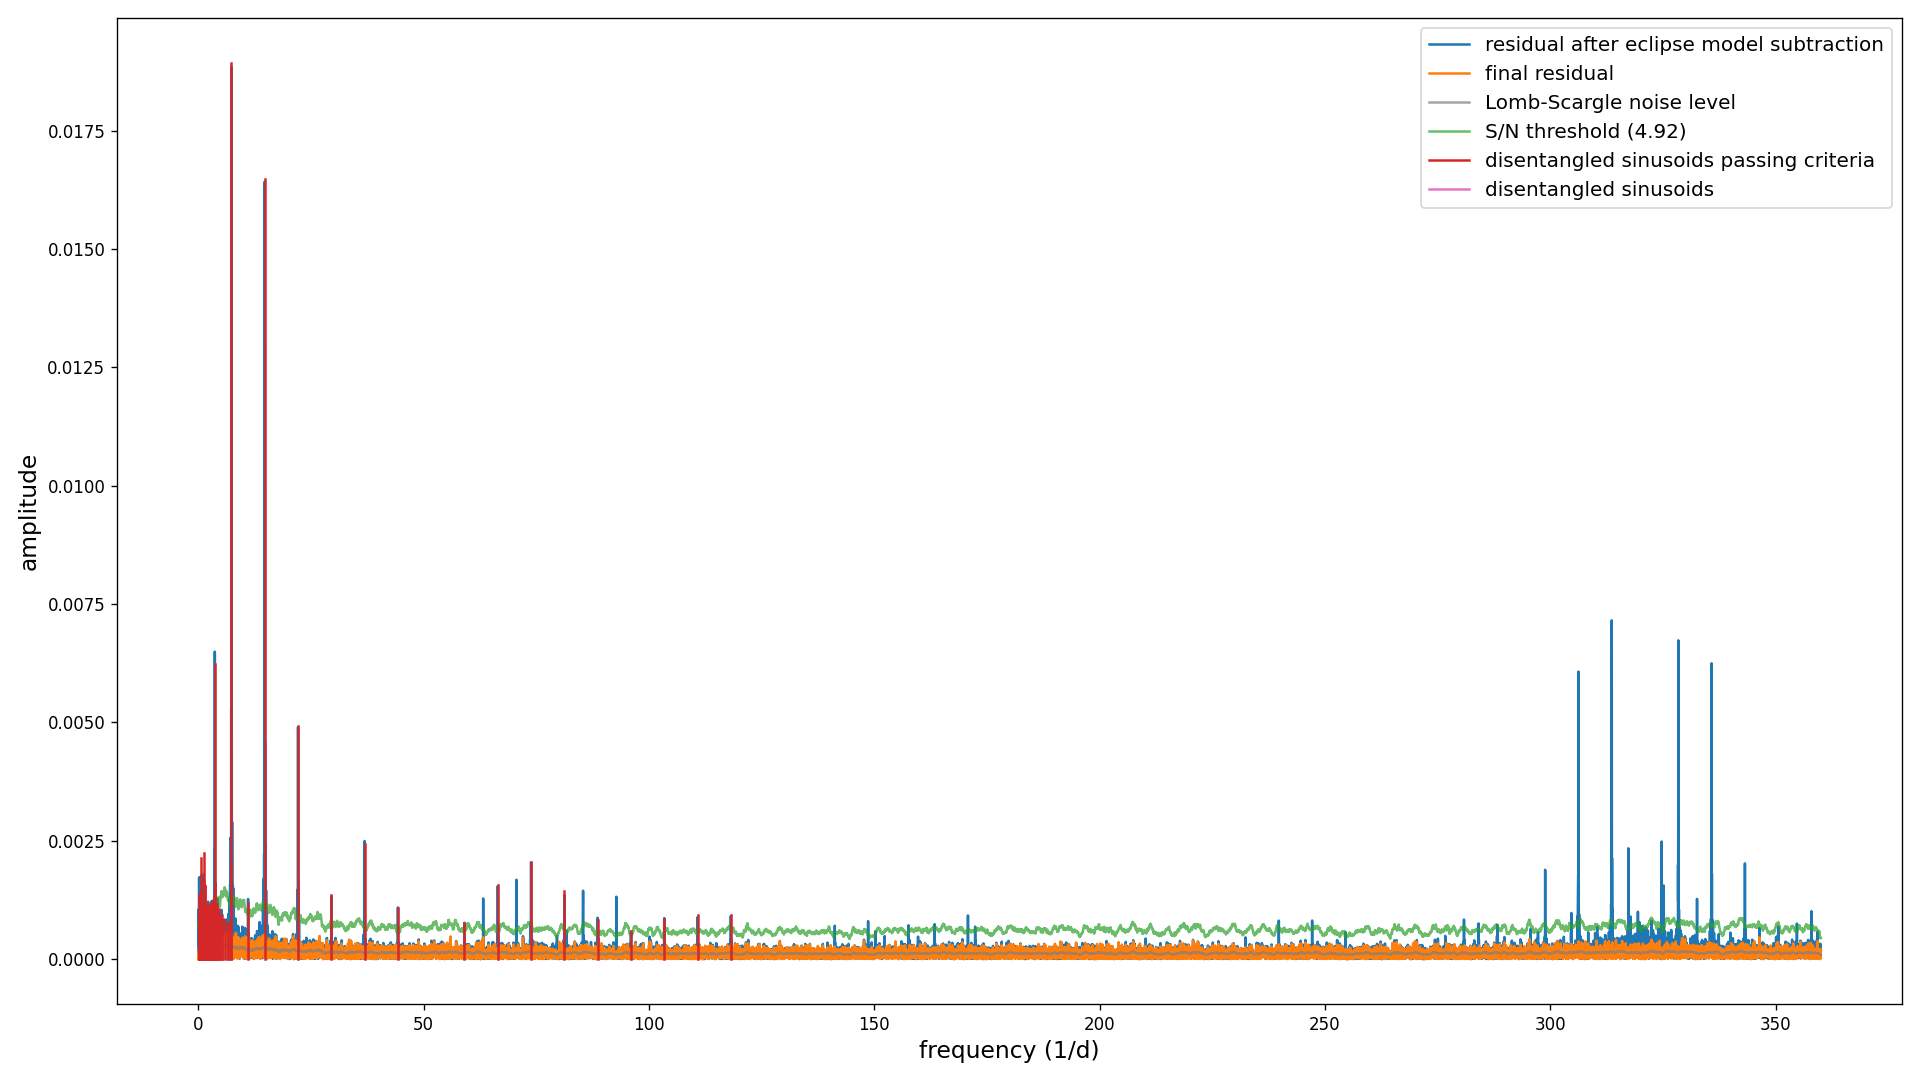 residual after eclipse model subtraction
final residual
Lomb-Scargle noise level
S/N threshold (4.92)
disentangled sinusoids passing criteria
disentangled sinusoids
0.0175
0.0150
0.0125
0.0100
0.0075
0.0050
0.0025
0.0000
amplitude
0 50 100 150 200 250 300 350
frequency (1/d)